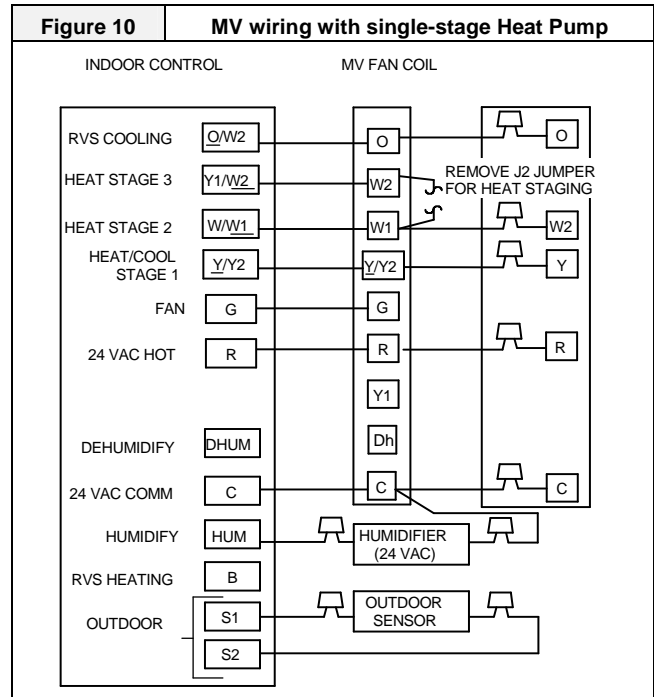 Figure 10 MV wiring with single-stage Heat Pump
INDOOR CONTROL MV FAN COIL
RVS COOLING O/W2 O O
HEAT STAGE 3 Y1/W2 W2 REMOVE J2 JUMPER
FOR HEAT STAGING
HEAT STAGE 2 W/W1 W1 W2
HEAT/COOL
STAGE 1 Y/Y2 Y/Y2 Y
FAN G G
24 VAC HOT R R R
Y1
DEHUMIDIFY DHUM Dh
24 VAC COMM C C C
HUMIDIFY HUM HUMIDIFIER
(24 VAC)
RVS HEATING B
OUTDOOR S1 OUTDOOR
SENSOR
S2